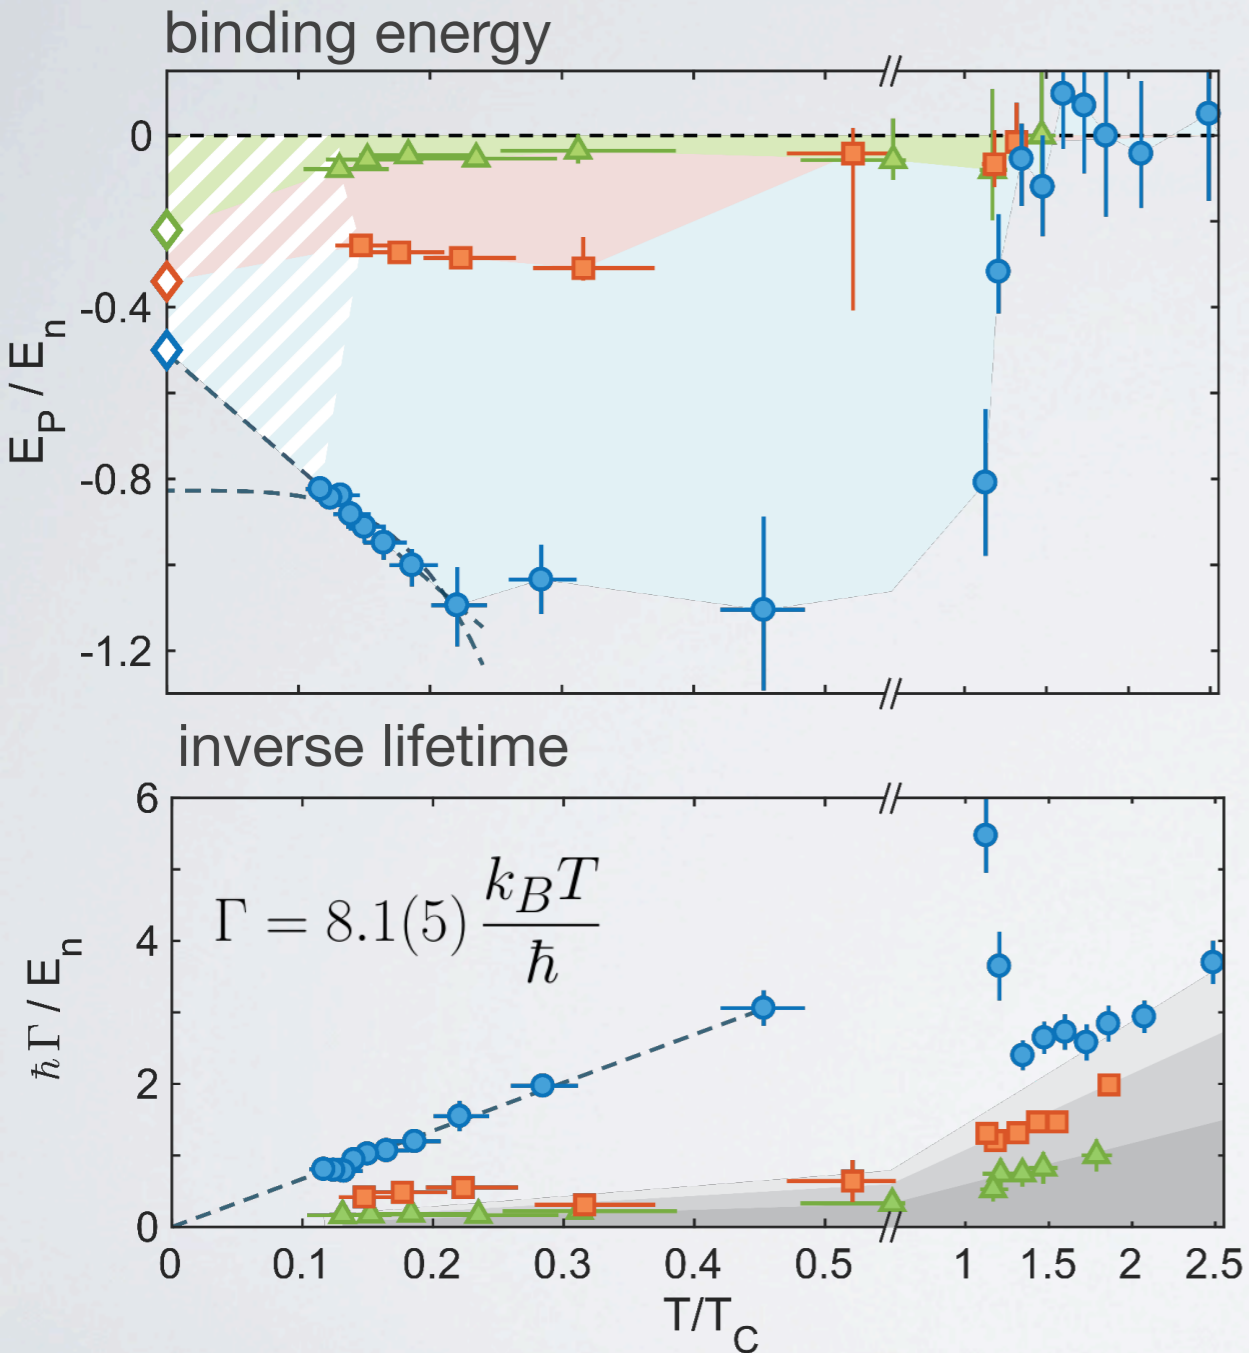 binding energy
0
-0.4
-0.8
-1.2
E_P / E_n
inverse lifetime
6
4
2
0
ℏ Γ / E_n
Γ = 8.1(5) k_B T / ℏ
0 0.1 0.2 0.3 0.4 0.5 1 1.5 2 2.5
T/T_C